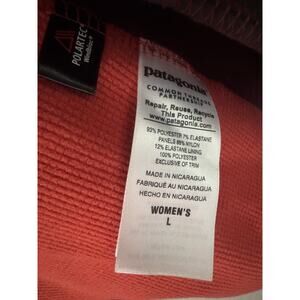 POLARTEC
WindBloc
patagonia
COMMON THREADS
PARTNERSHIP
Repair, Reuse, Recycle
This Product
www.patagonia.com
93% POLYESTER 7% ELASTANE
PANELS 88% NYLON
12% ELASTANE LINING
100% POLYESTER
EXCLUSIVE OF TRIM
MADE IN NICARAGUA
FABRIQUÉ AU NICARAGUA
HECHO EN NICARAGUA
WOMEN'S
L